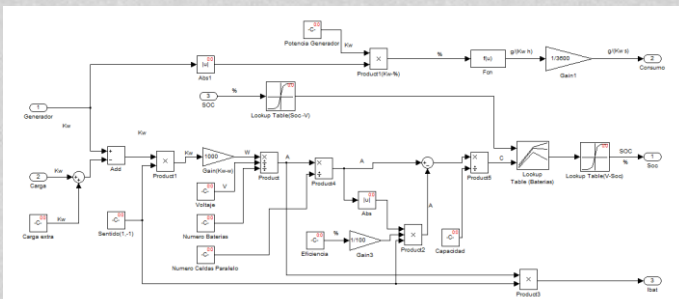 -C-
Potencia Generador
Kw
|u|
Abs1
×
Product1(Kw-%)
%
f(u)
Fcn
g/(Kw h)
1/3600
Gain1
g/(Kw s)
2
Consumo
1
Generador
Kw
3
SOC
%
Lookup Table(Soc -V)
Kw
2
Carga
Kw
Kw
-C-
Carga extra
Add
×
Product1
Kw
1000
Gain(Kw-w)
W
V
Product
-C-
Voltaje
-C-
Numero Baterias
-C-
Numero Celdas Paralelo
-C-
Sentido(1,-1)
A
Product4
A
|u|
Abs
-C-
Eficiencia
%
1/100
Gain3
×
Product2
A
-C-
Capacidad
Product5
C
Lookup
Table (Baterias)
Lookup Table(V-Soc)
SOC
%
1
Soc
×
Product3
3
Ibat